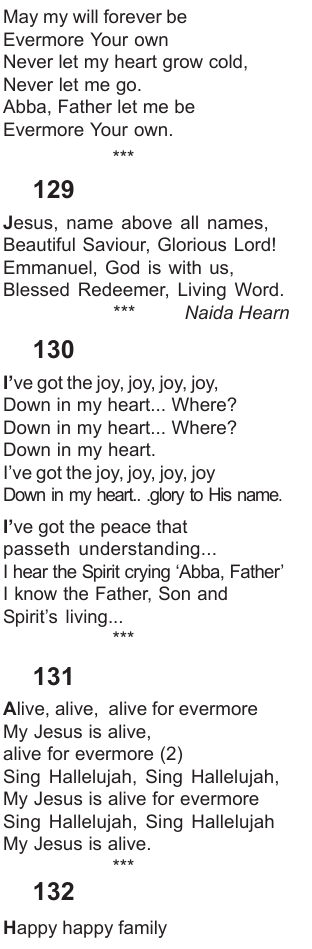 May my will forever be
Evermore Your own
Never let my heart grow cold,
Never let me go.
Abba, Father let me be
Evermore Your own.
***
129
Jesus, name above all names,
Beautiful Saviour, Glorious Lord!
Emmanuel, God is with us,
Blessed Redeemer, Living Word.
*** Naida Hearn
130
I’ve got the joy, joy, joy, joy,
Down in my heart... Where?
Down in my heart... Where?
Down in my heart.
I’ve got the joy, joy, joy, joy
Down in my heart.. .glory to His name.
I’ve got the peace that
passeth understanding...
I hear the Spirit crying ‘Abba, Father’
I know the Father, Son and
Spirit’s living...
***
131
Alive, alive, alive for evermore
My Jesus is alive,
alive for evermore (2)
Sing Hallelujah, Sing Hallelujah,
My Jesus is alive for evermore
Sing Hallelujah, Sing Hallelujah
My Jesus is alive.
***
132
Happy happy family